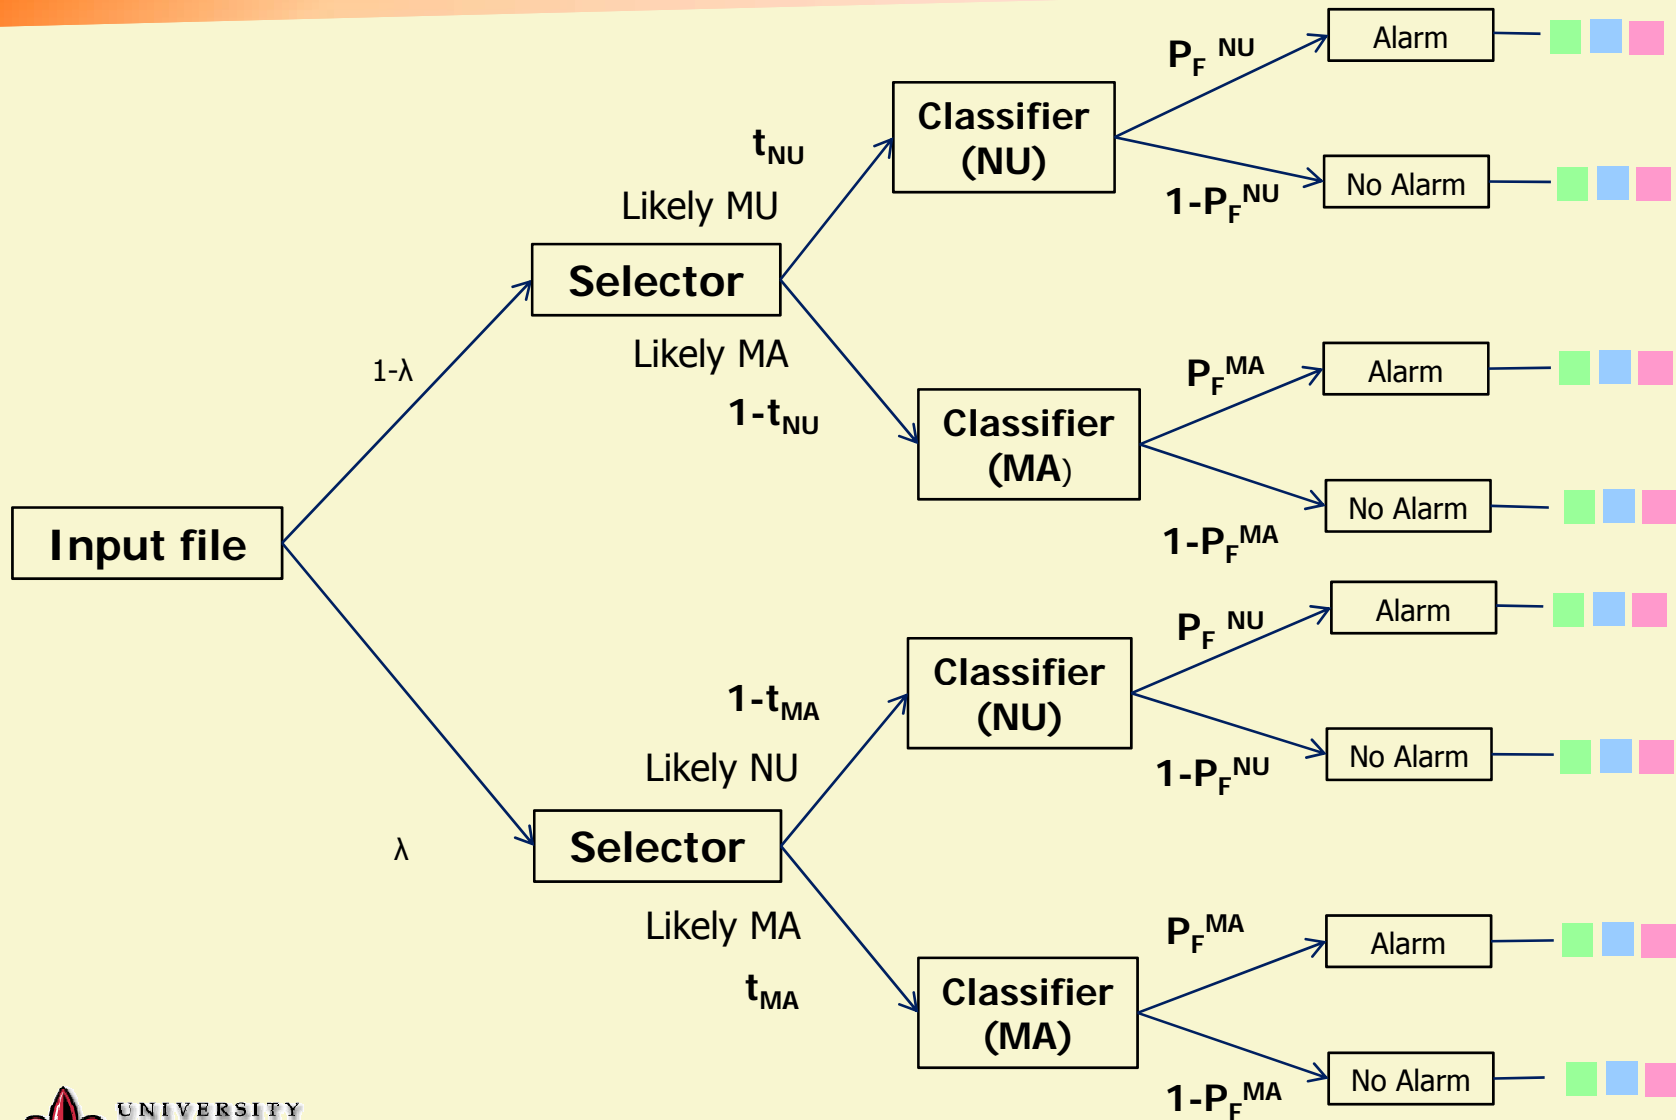 P_F^NU
Alarm
t_NU
Classifier
(NU)
Likely MU
1-P_F^NU
No Alarm
Selector
Likely MA
1-λ
1-t_NU
P_F^MA
Alarm
Classifier
(MA)
1-P_F^MA
No Alarm
Input file
P_F^NU
Alarm
1-t_MA
Classifier
(NU)
Likely NU
1-P_F^NU
No Alarm
λ
Selector
Likely MA
t_MA
P_F^MA
Alarm
Classifier
(MA)
1-P_F^MA
No Alarm
UNIVERSITY